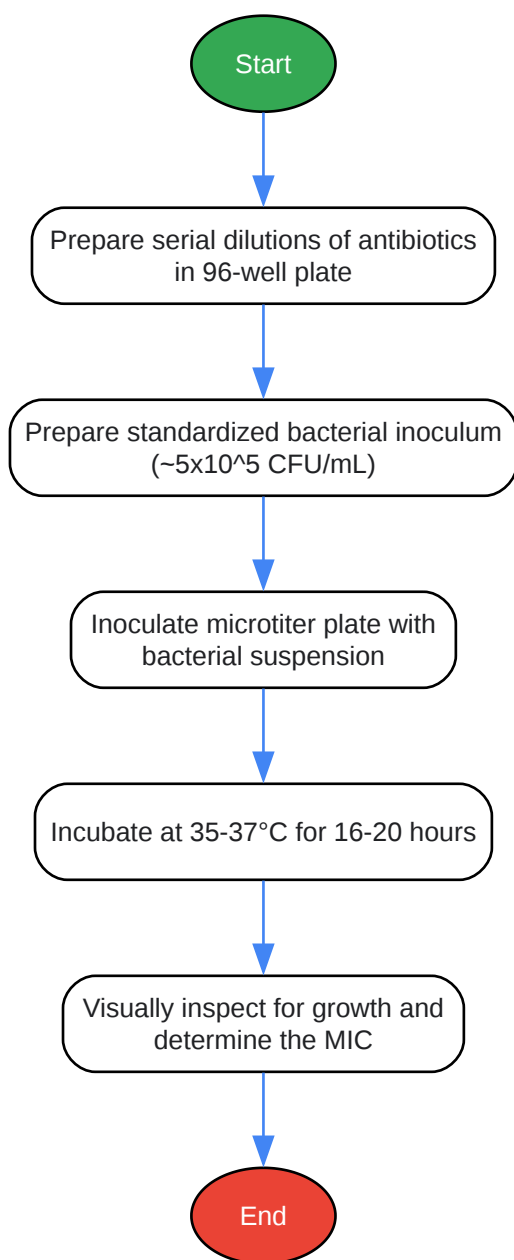 Start
Prepare serial dilutions of antibiotics
in 96-well plate
Prepare standardized bacterial inoculum
(~5x10^5 CFU/mL)
Inoculate microtiter plate with
bacterial suspension
Incubate at 35-37°C for 16-20 hours
Visually inspect for growth and
determine the MIC
End